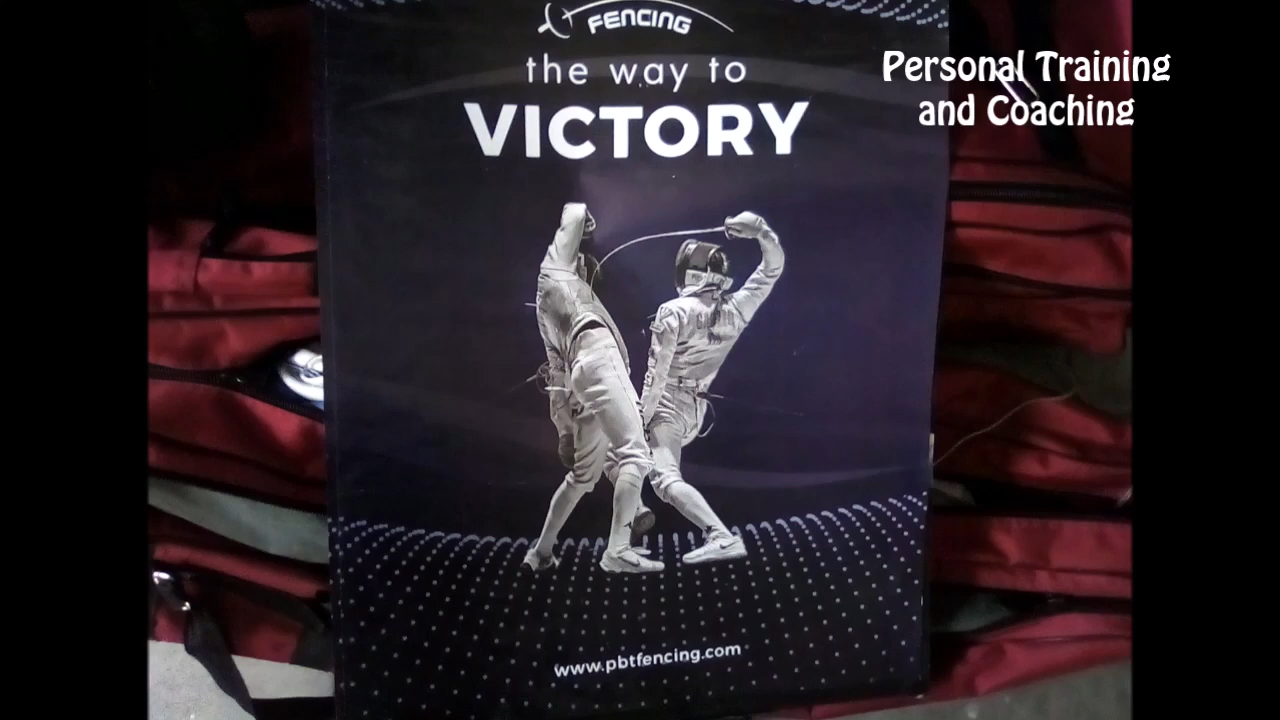 FENCING
the way to
VICTORY
Personal Training
and Coaching
www.pbtfencing.com